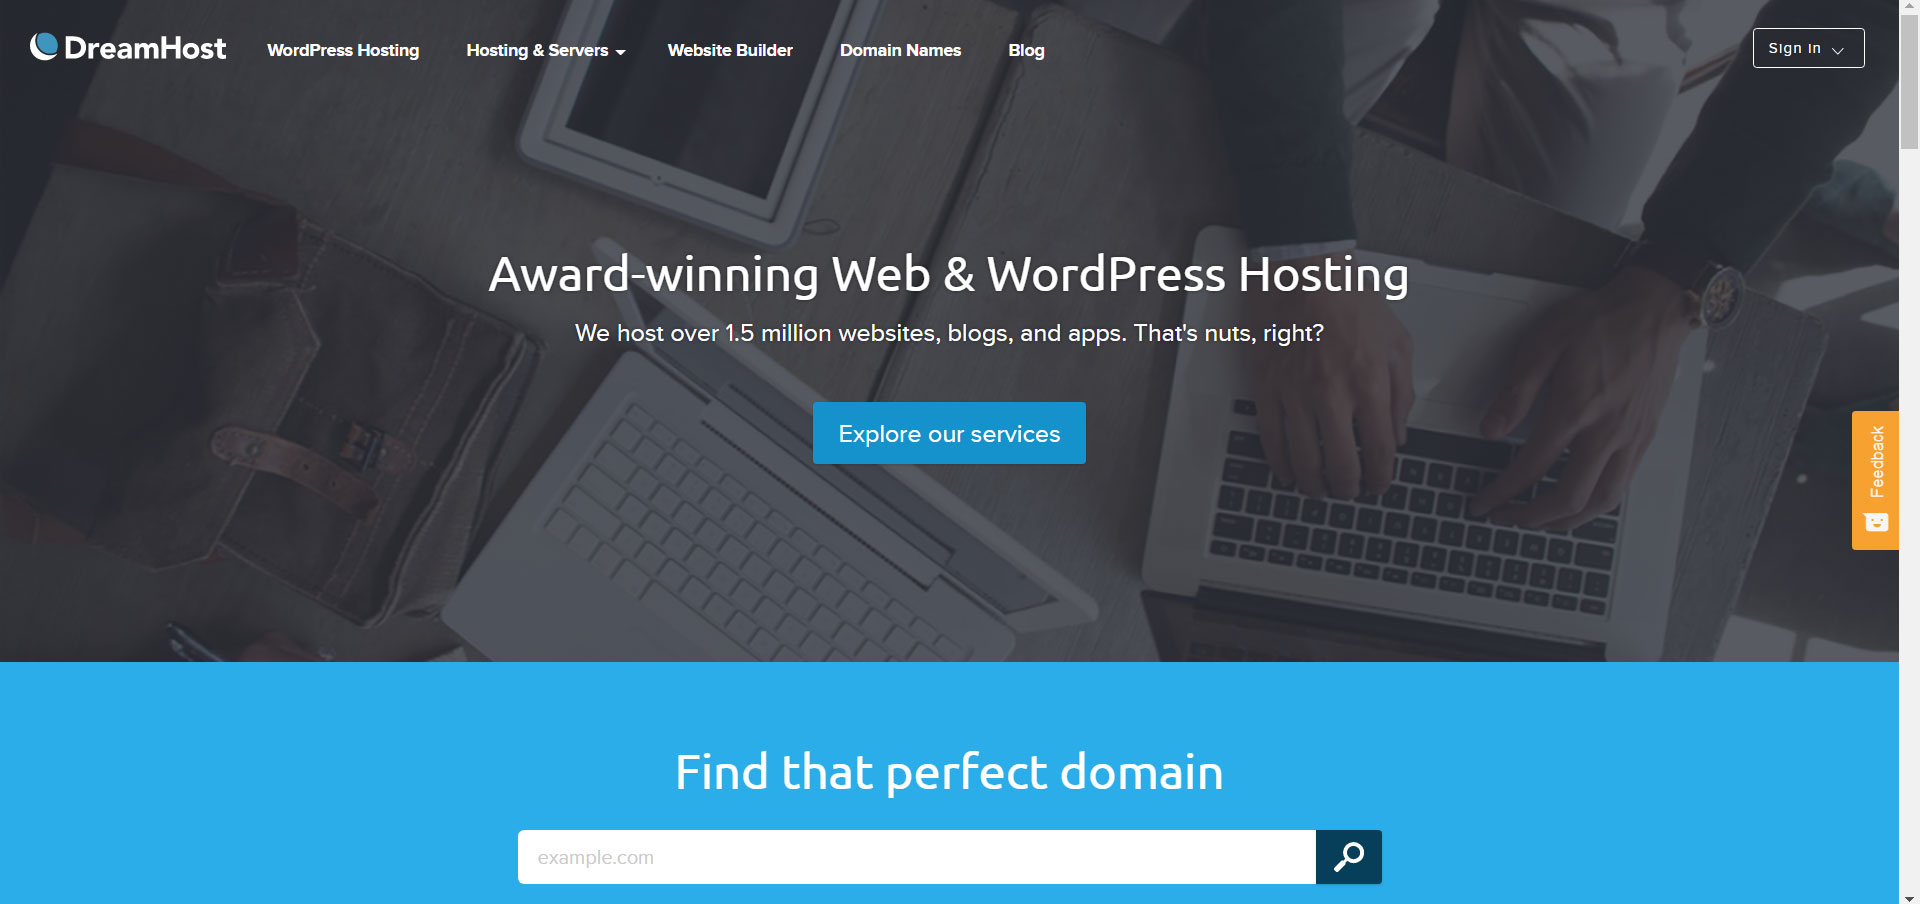 DreamHost
WordPress Hosting
Hosting & Servers
Website Builder
Domain Names
Blog
Sign In
Award-winning Web & WordPress Hosting
We host over 1.5 million websites, blogs, and apps. That's nuts, right?
Explore our services
Feedback
Find that perfect domain
example.com